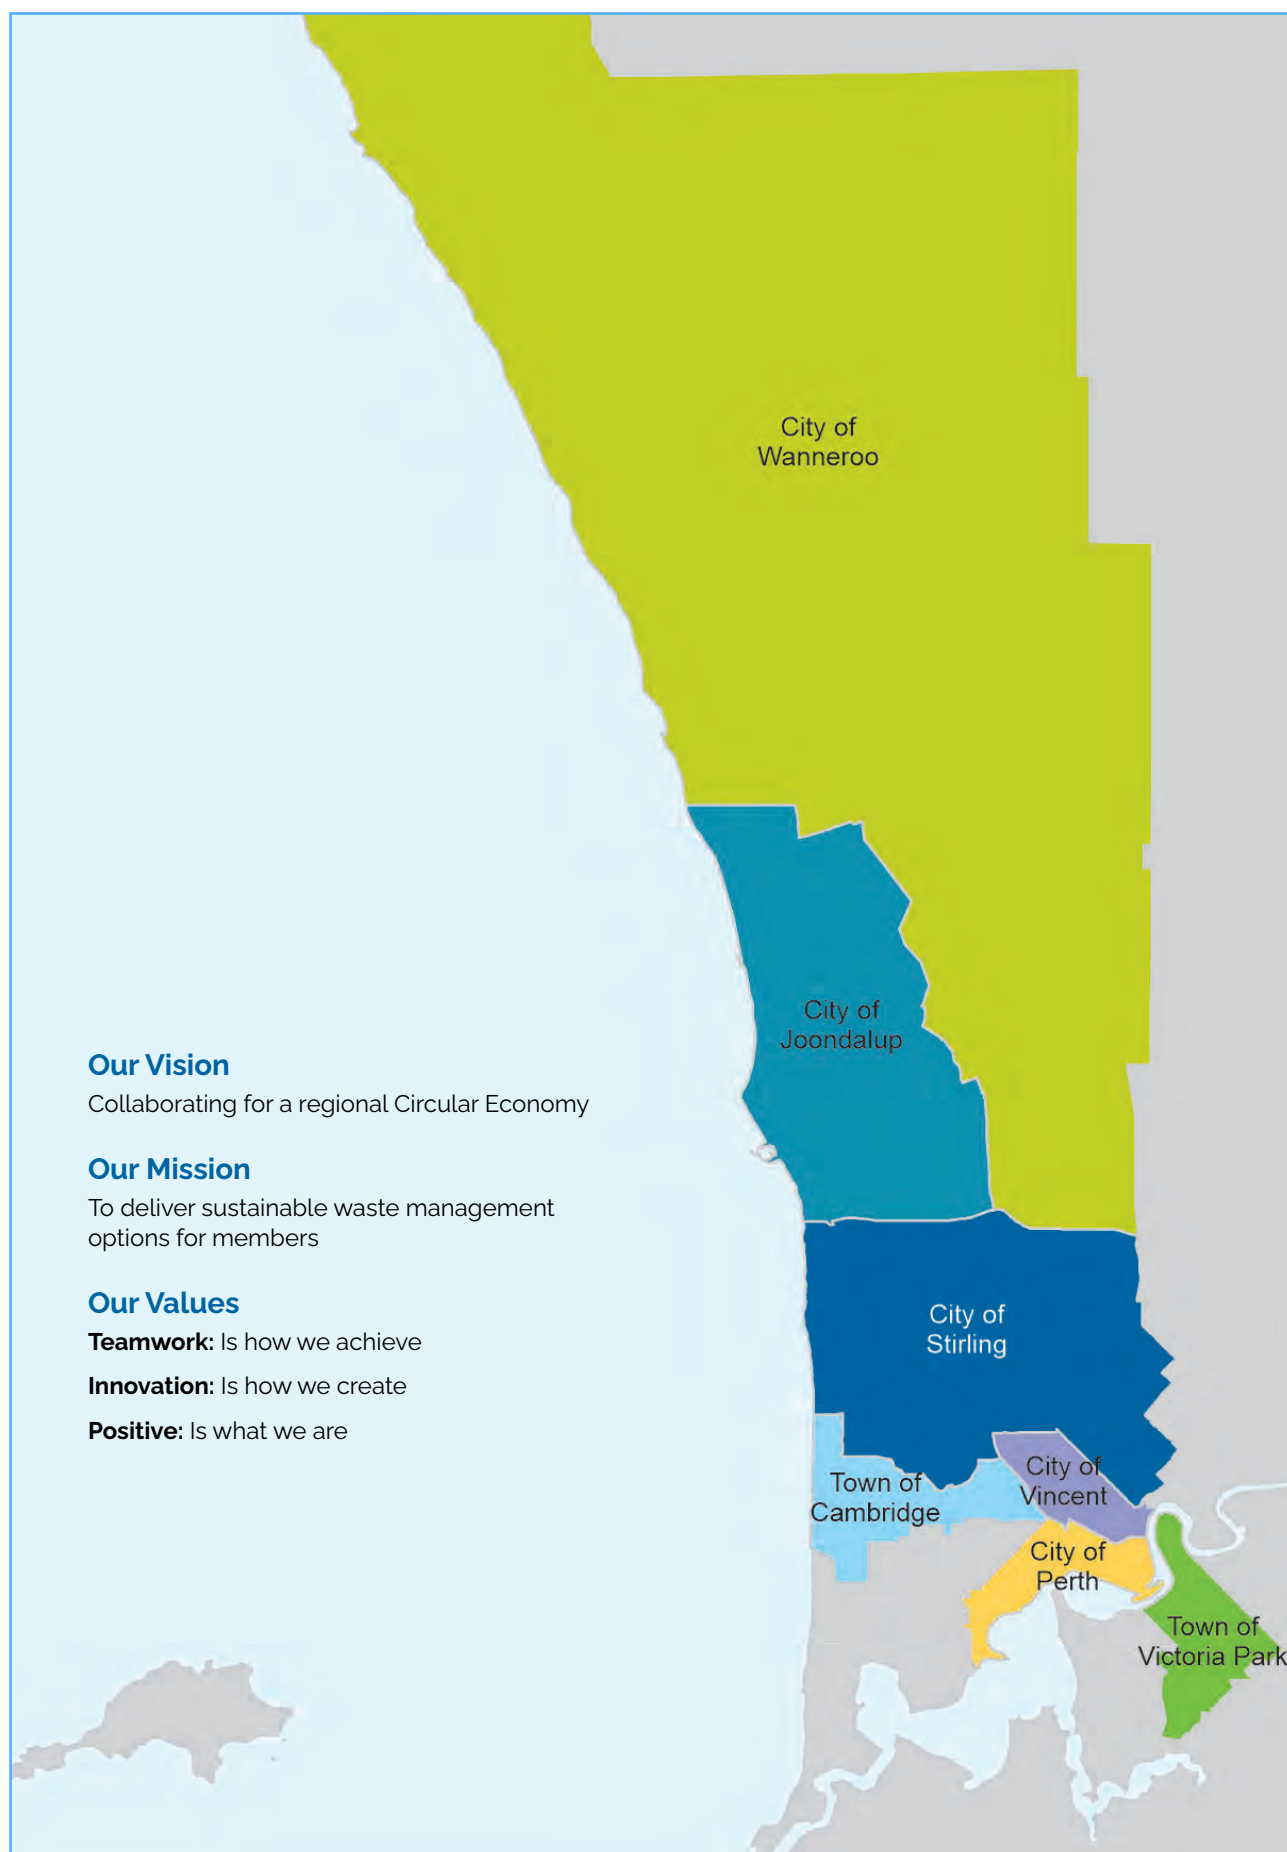 City of
Wanneroo
City of
Joondalup
Our Vision
Collaborating for a regional Circular Economy
Our Mission
To deliver sustainable waste management
options for members
Our Values
Teamwork: Is how we achieve
Innovation: Is how we create
Positive: Is what we are
City of
Stirling
City of
Vincent
Town of
Cambridge
City of
Perth
Town of
Victoria Park